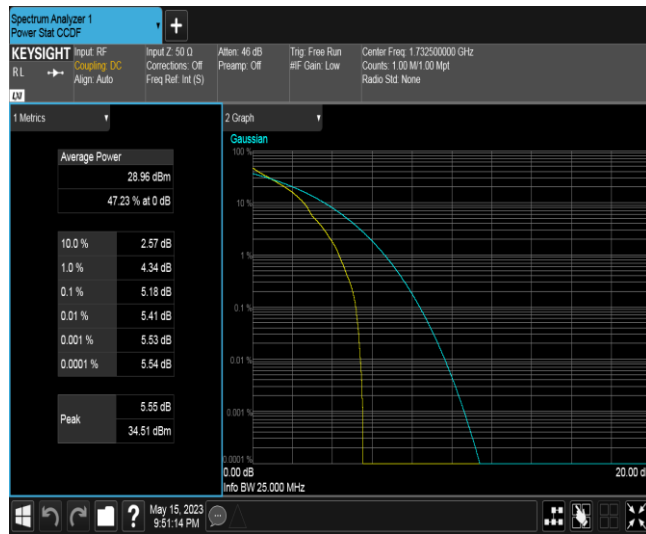 Spectrum Analyzer 1
Power Stat CCDF
+
KEYSIGHT
RL
LXI
Input: RF
Coupling: DC
Align: Auto
Input Z: 50 Ω
Corrections: Off
Freq Ref: Int (S)
Atten: 46 dB
Preamp: Off
Trig: Free Run
#IF Gain: Low
Center Freq: 1.732500000 GHz
Counts: 1.00 M/1.00 Mpt
Radio Std: None
1 Metrics
Average Power
28.96 dBm
47.23 % at 0 dB
10.0 % 2.57 dB
1.0 % 4.34 dB
0.1 % 5.18 dB
0.01 % 5.41 dB
0.001 % 5.53 dB
0.0001 % 5.54 dB
Peak
5.55 dB
34.51 dBm
2 Graph
Gaussian
100 %
10 %
1 %
0.1 %
0.01 %
0.001 %
0.0001 %
0.00 dB
20.00 d
Info BW 25.000 MHz
?
May 15, 2023
9:51:14 PM